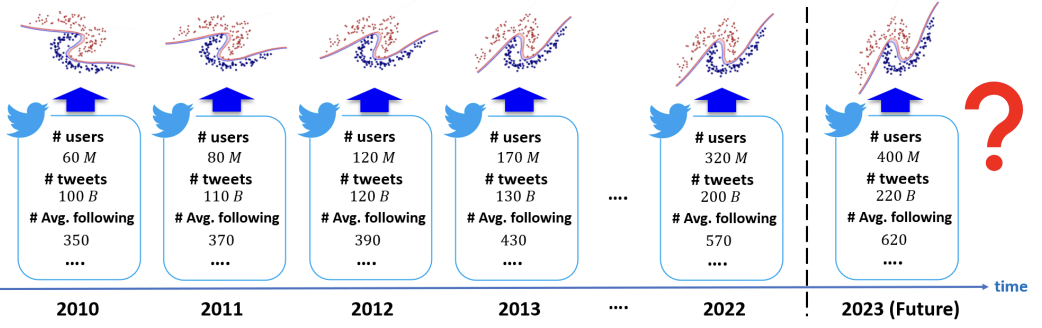 # users
60 M
# tweets
100 B
# Avg. following
350
....
# users
80 M
# tweets
110 B
# Avg. following
370
....
# users
120 M
# tweets
120 B
# Avg. following
390
....
# users
170 M
# tweets
130 B
# Avg. following
430
....
....
# users
320 M
# tweets
200 B
# Avg. following
570
....
# users
400 M
# tweets
220 B
# Avg. following
620
....
?
time
2010
2011
2012
2013
....
2022
2023 (Future)